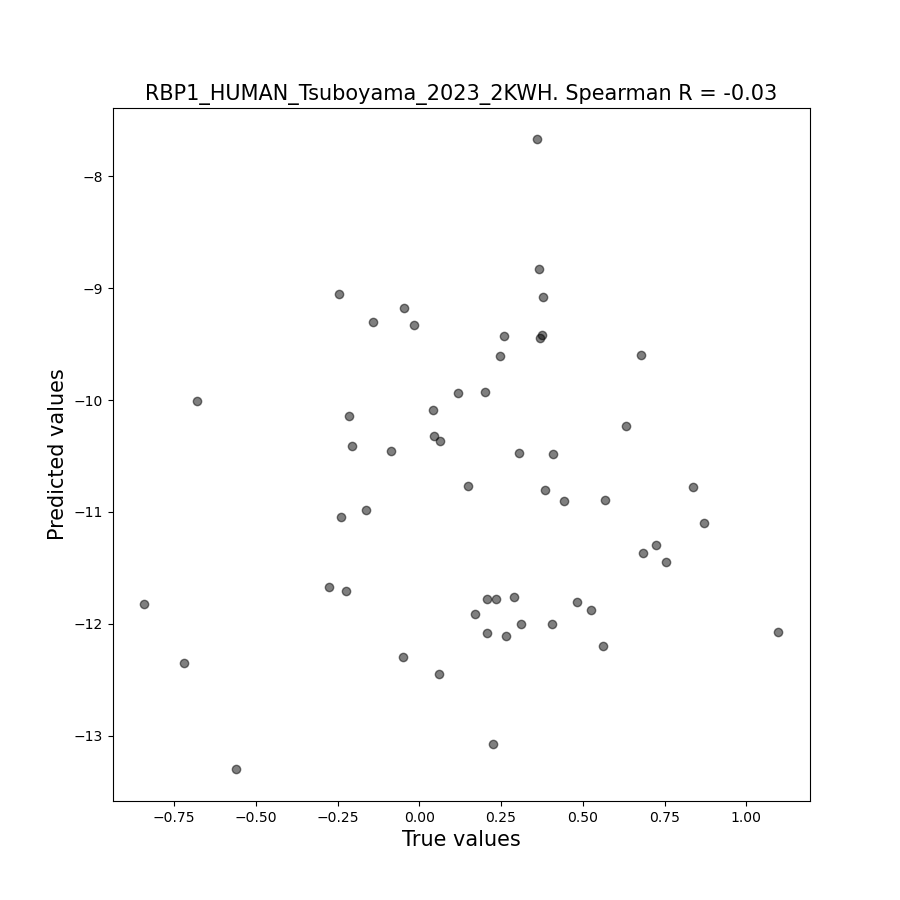 RBP1_HUMAN_Tsuboyama_2023_2KWH. Spearman R = -0.03
Predicted values
−8
−9
−10
−11
−12
−13
−0.75 −0.50 −0.25 0.00 0.25 0.50 0.75 1.00
True values